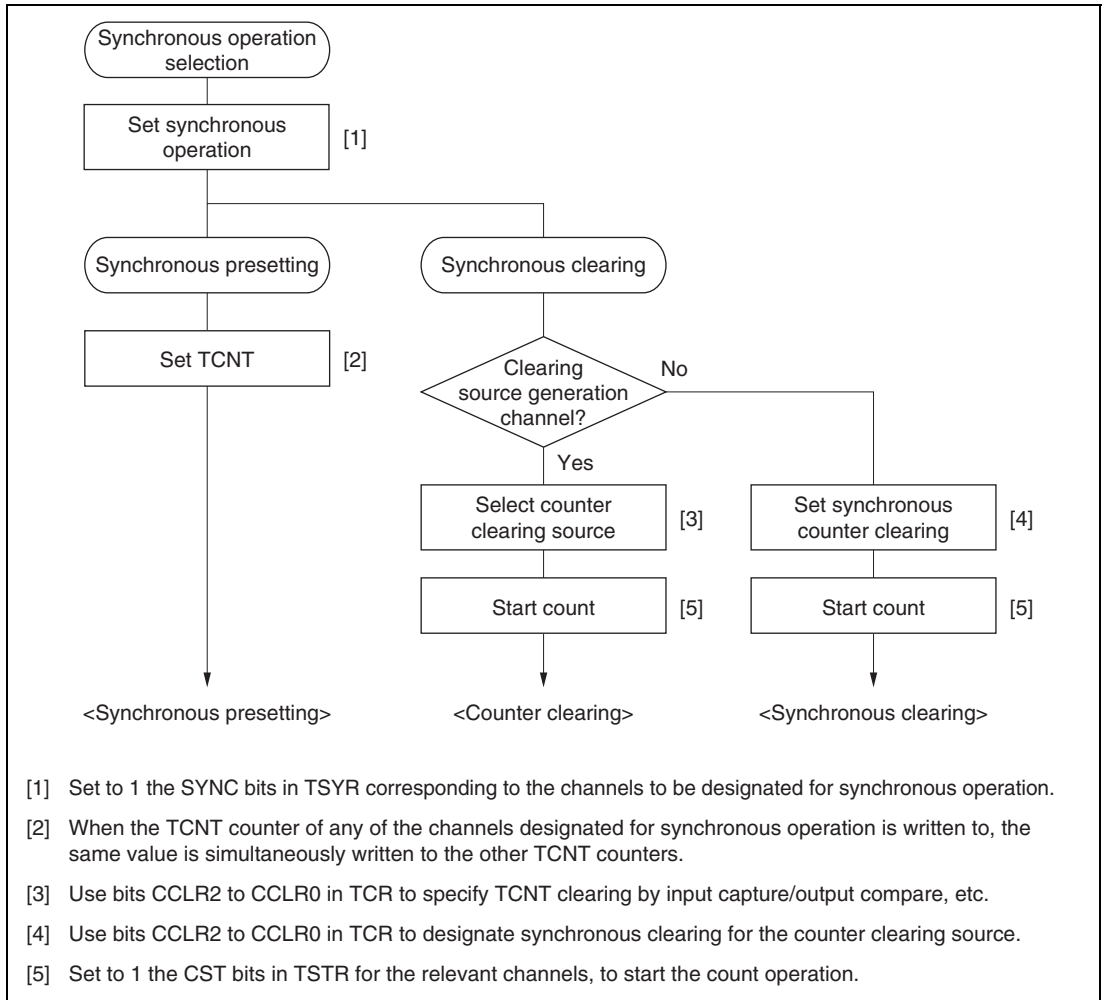 Synchronous operation
selection
Set synchronous
operation
[1]
Synchronous presetting
Synchronous clearing
Set TCNT
[2]
Clearing
source generation
channel?
No
Yes
Select counter
clearing source
[3]
Set synchronous
counter clearing
[4]
Start count
[5]
Start count
[5]
<Synchronous presetting>
<Counter clearing>
<Synchronous clearing>
[1] Set to 1 the SYNC bits in TSYR corresponding to the channels to be designated for synchronous operation.
[2] When the TCNT counter of any of the channels designated for synchronous operation is written to, the
same value is simultaneously written to the other TCNT counters.
[3] Use bits CCLR2 to CCLR0 in TCR to specify TCNT clearing by input capture/output compare, etc.
[4] Use bits CCLR2 to CCLR0 in TCR to designate synchronous clearing for the counter clearing source.
[5] Set to 1 the CST bits in TSTR for the relevant channels, to start the count operation.